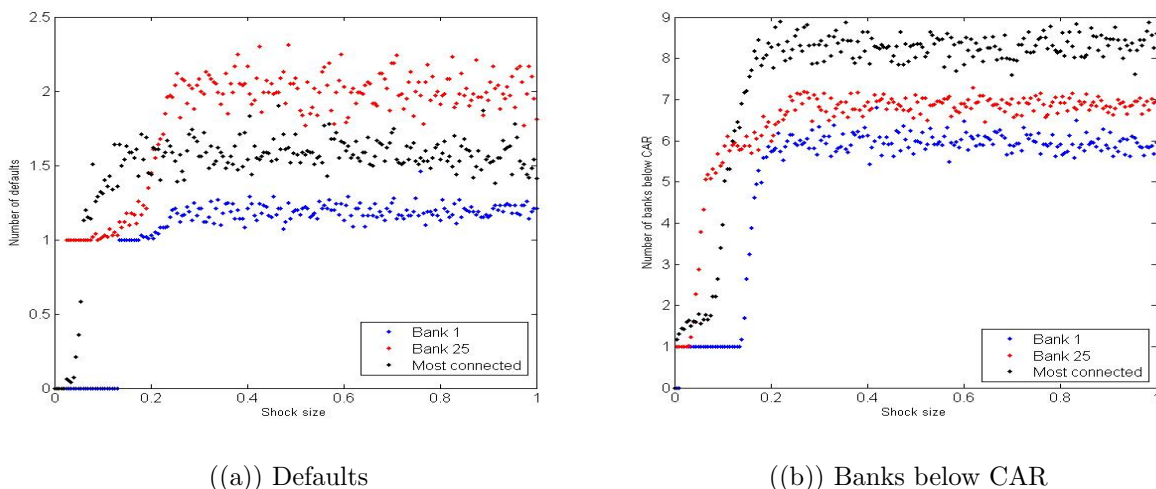 2.5
2
1.5
1
0.5
0
Number of defaults
0 0.2 0.4 0.6 0.8 1
Shock size
Bank 1
Bank 25
Most connected
((a)) Defaults
9
8
7
6
5
4
3
2
1
0
Number of banks below CAR
0 0.2 0.4 0.6 0.8 1
Shock size
Bank 1
Bank 25
Most connected
((b)) Banks below CAR